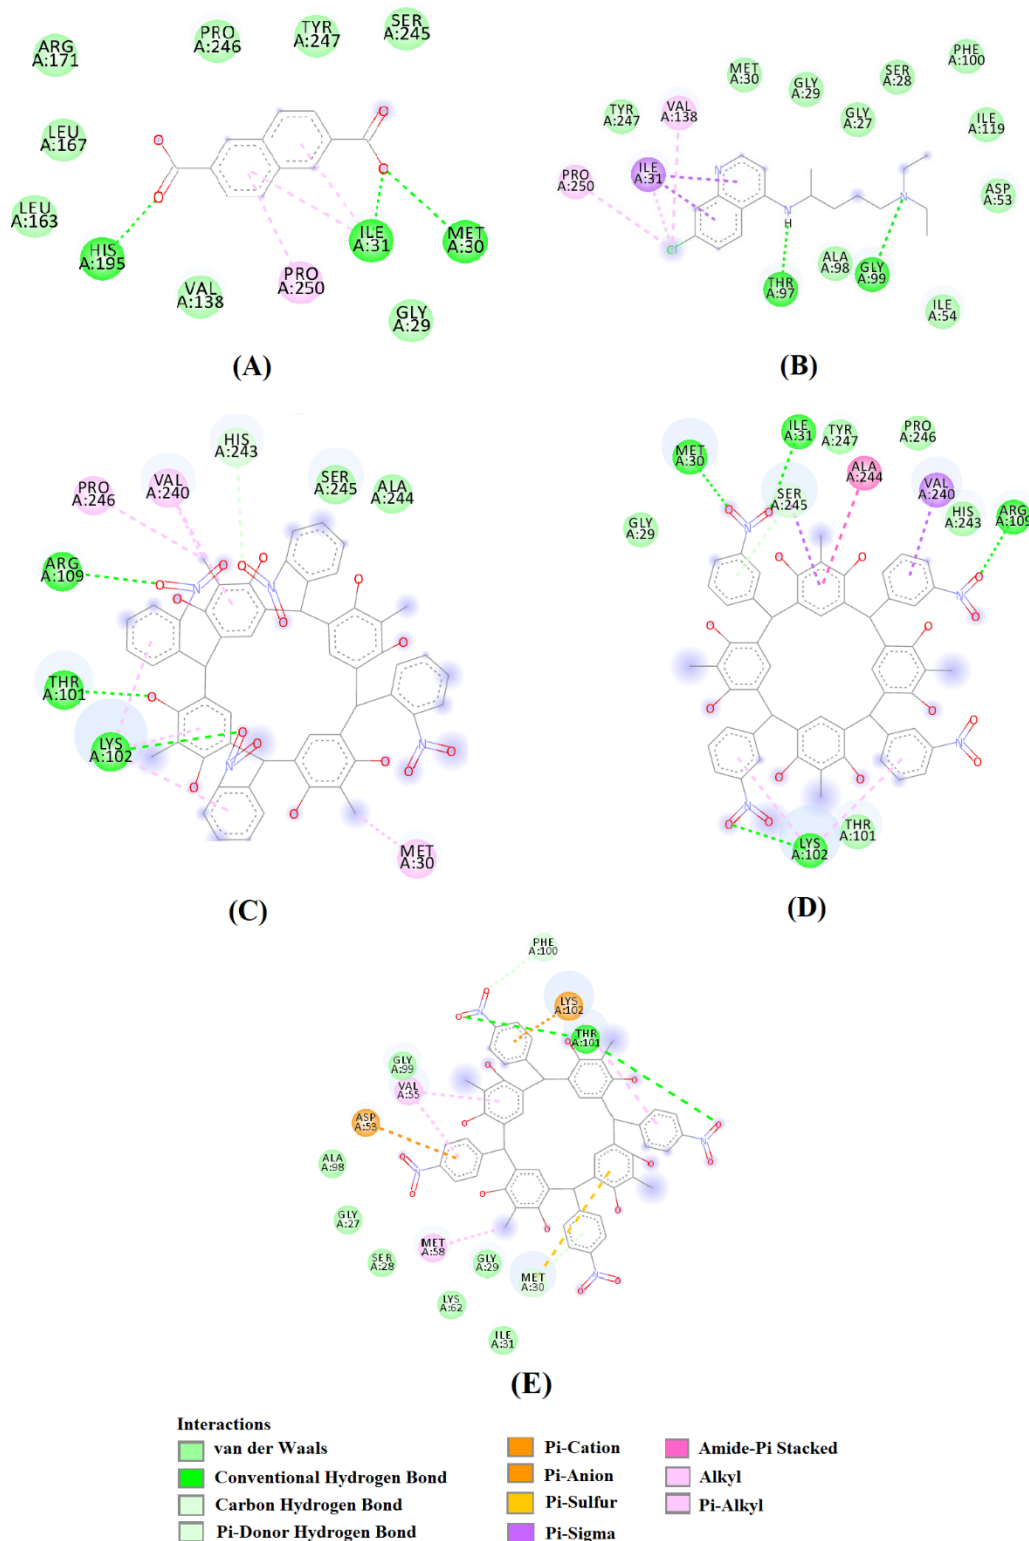 ARG
A:171
PRO
A:246
TYR
A:247
SER
A:245
LEU
A:167
LEU
A:163
HIS
A:195
VAL
A:138
PRO
A:250
ILE
A:31
MET
A:30
GLY
A:29
O
O
O
O
(A)
MET
A:30
GLY
A:29
SER
A:28
PHE
A:100
TYR
A:247
VAL
A:138
GLY
A:27
ILE
A:119
PRO
A:250
ILE
A:31
ASP
A:53
N
N
H
N
Cl
THR
A:97
ALA
A:98
GLY
A:99
ILE
A:54
(B)
HIS
A:243
PRO
A:246
VAL
A:240
SER
A:245
ALA
A:244
ARG
A:109
THR
A:101
LYS
A:102
MET
A:30
(C)
MET
A:30
ILE
A:31
TYR
A:247
PRO
A:246
ALA
A:244
SER
A:245
VAL
A:240
HIS
A:243
ARG
A:109
GLY
A:29
LYS
A:102
THR
A:101
(D)
PHE
A:100
LYS
A:102
THR
A:101
GLY
A:99
VAL
A:55
ASP
A:53
ALA
A:98
GLY
A:27
SER
A:28
MET
A:58
GLY
A:29
MET
A:30
LYS
A:62
ILE
A:31
(E)
Interactions
van der Waals
Conventional Hydrogen Bond
Carbon Hydrogen Bond
Pi-Donor Hydrogen Bond
Pi-Cation
Pi-Anion
Pi-Sulfur
Pi-Sigma
Amide-Pi Stacked
Alkyl
Pi-Alkyl